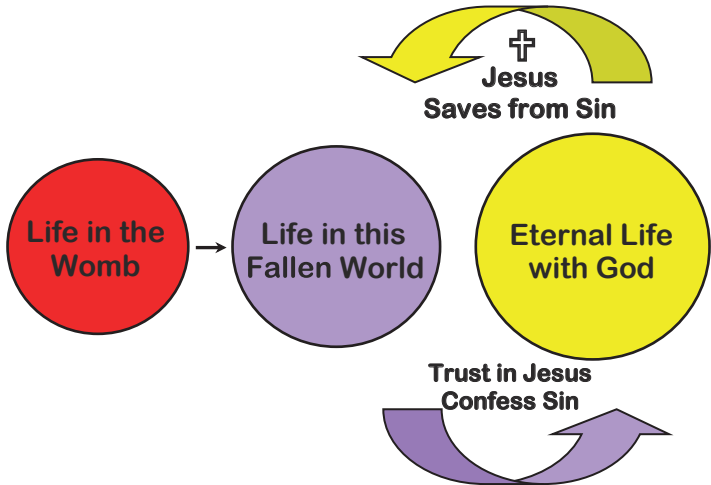 Jesus
Saves from Sin
Life in the
Womb
Life in this
Fallen World
Eternal Life
with God
Trust in Jesus
Confess Sin